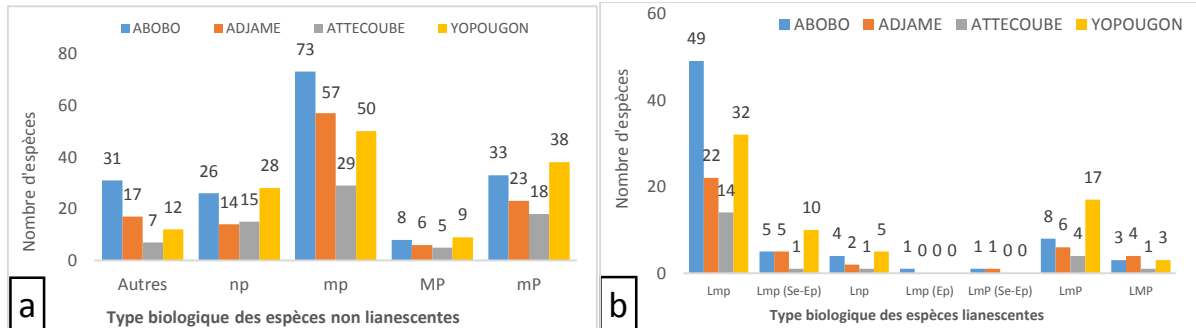 ABOBO ADJAME ATTECOUBE YOPOUGON
Nombre d'espèces
80
60
40
20
0
31 17 7 12
26 14 15 28
73 57 29 50
8 6 5 9
33 23 18 38
Autres np mp MP mP
Type biologique des espèces non lianescentes
a
ABOBO ADJAME ATTECOUBE YOPOUGON
Nombre d'espèces
60
40
20
0
49 22 14 32
5 5 1 10
4 2 1 5
1 0 0 0
1 1 0 0
8 6 4 17
3 4 1 3
Lmp Lmp (Se-Ep) Lnp Lmp (Ep) LmP (Se-Ep) LmP LMP
Type biologique des espèces lianescentes
b